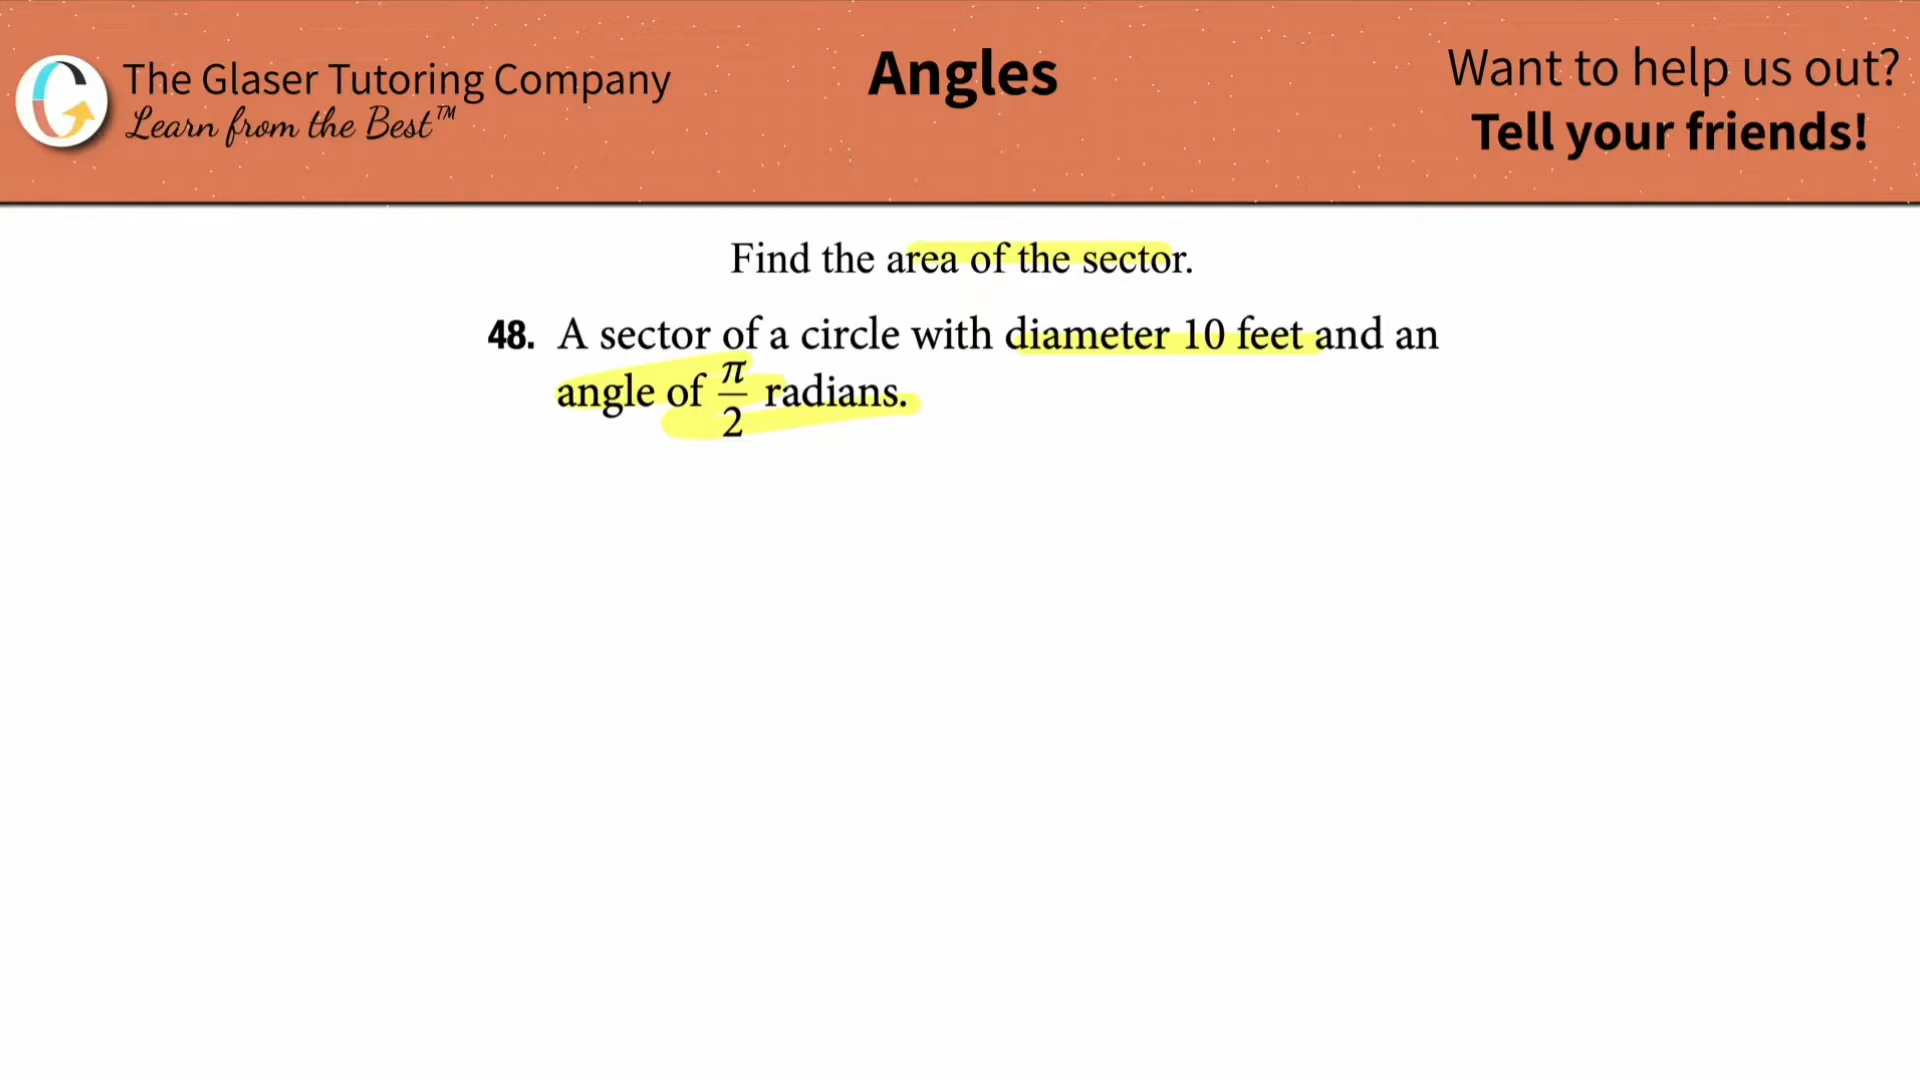 The Glaser Tutoring Company
Learn from the Best™
Angles
Want to help us out?
Tell your friends!
Find the area of the sector.
48. A sector of a circle with diameter 10 feet and an
angle of π/2 radians.